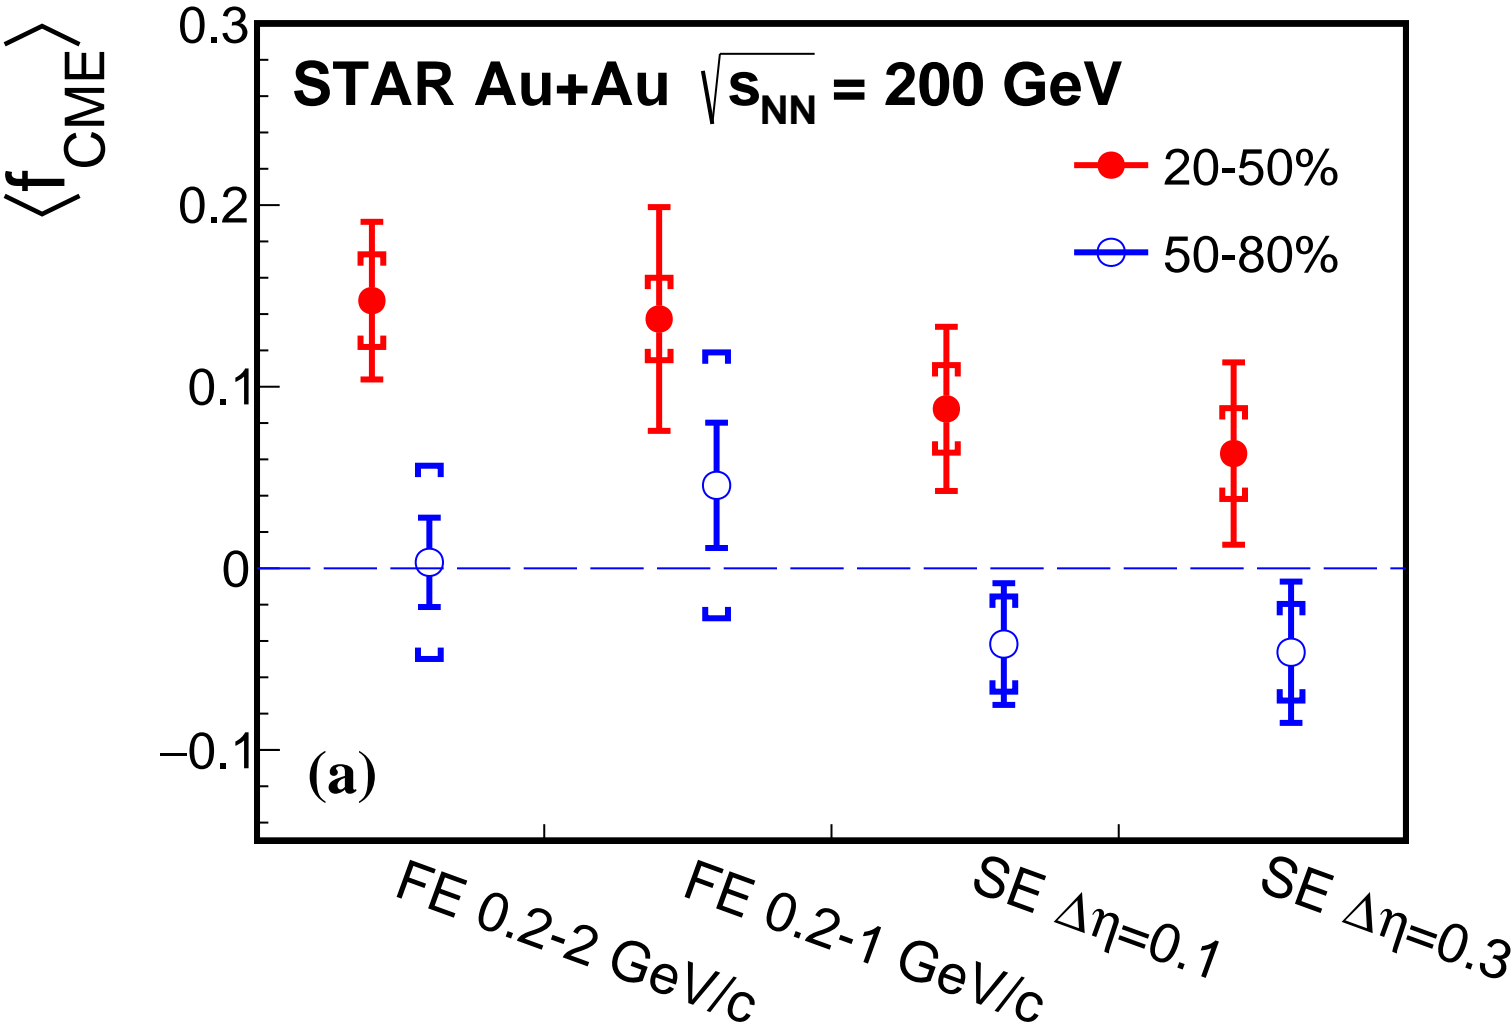 ⟨f_CME⟩
STAR Au+Au √s_NN = 200 GeV
20-50%
50-80%
0.3
0.2
0.1
0
−0.1
(a)
FE 0.2-2 GeV/c
FE 0.2-1 GeV/c
SE Δη=0.1
SE Δη=0.3